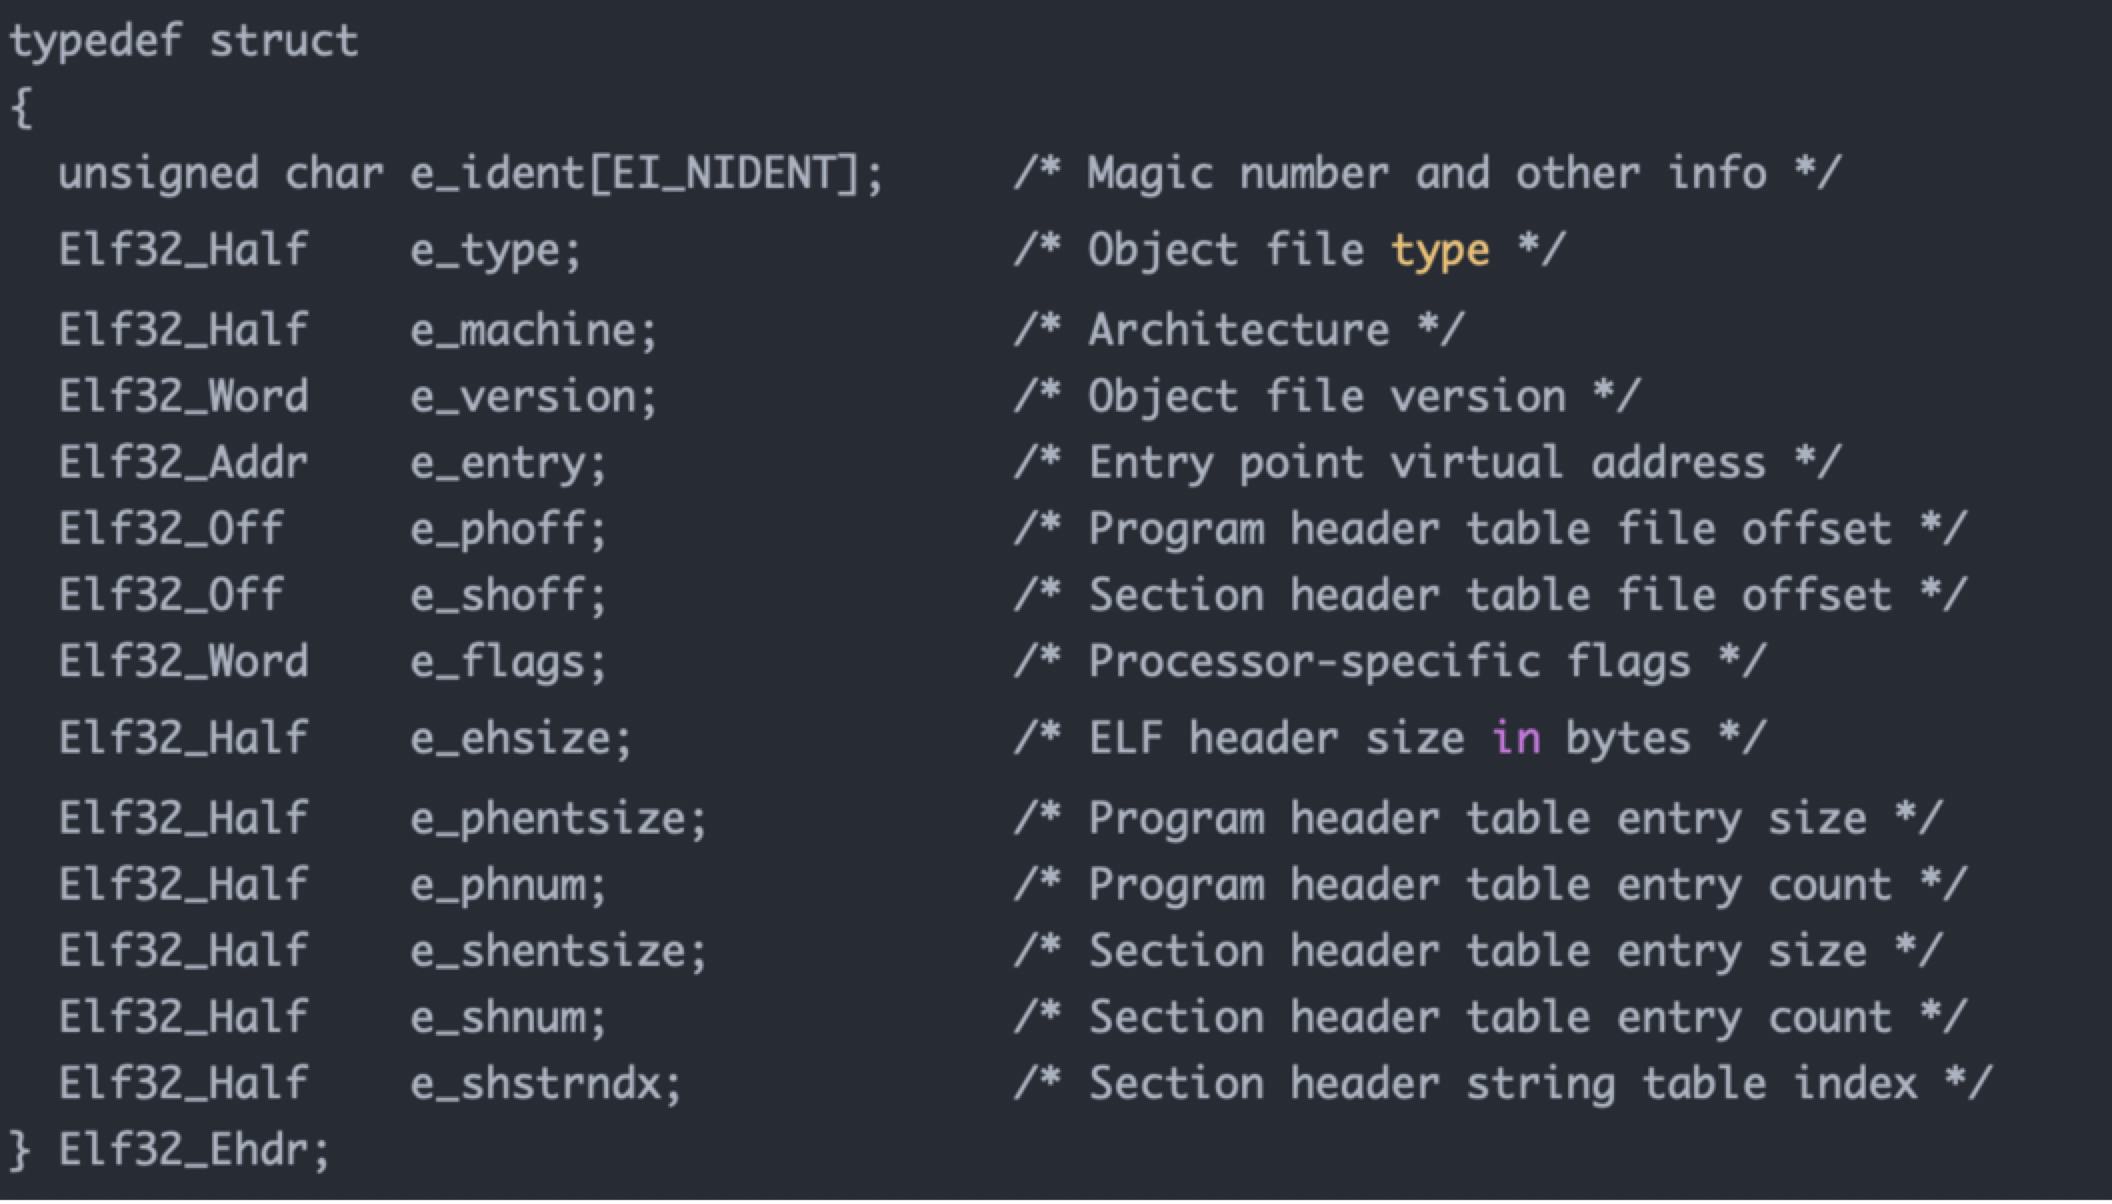 typedef struct
{
  unsigned char e_ident[EI_NIDENT];     /* Magic number and other info */
  Elf32_Half    e_type;                 /* Object file type */
  Elf32_Half    e_machine;              /* Architecture */
  Elf32_Word    e_version;              /* Object file version */
  Elf32_Addr    e_entry;                /* Entry point virtual address */
  Elf32_Off     e_phoff;                /* Program header table file offset */
  Elf32_Off     e_shoff;                /* Section header table file offset */
  Elf32_Word    e_flags;                /* Processor-specific flags */
  Elf32_Half    e_ehsize;               /* ELF header size in bytes */
  Elf32_Half    e_phentsize;            /* Program header table entry size */
  Elf32_Half    e_phnum;                /* Program header table entry count */
  Elf32_Half    e_shentsize;            /* Section header table entry size */
  Elf32_Half    e_shnum;                /* Section header table entry count */
  Elf32_Half    e_shstrndx;             /* Section header string table index */
} Elf32_Ehdr;